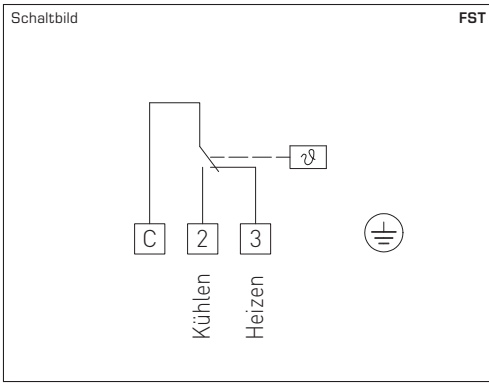 Schaltbild FST
ϑ
C 2 3
Kühlen
Heizen